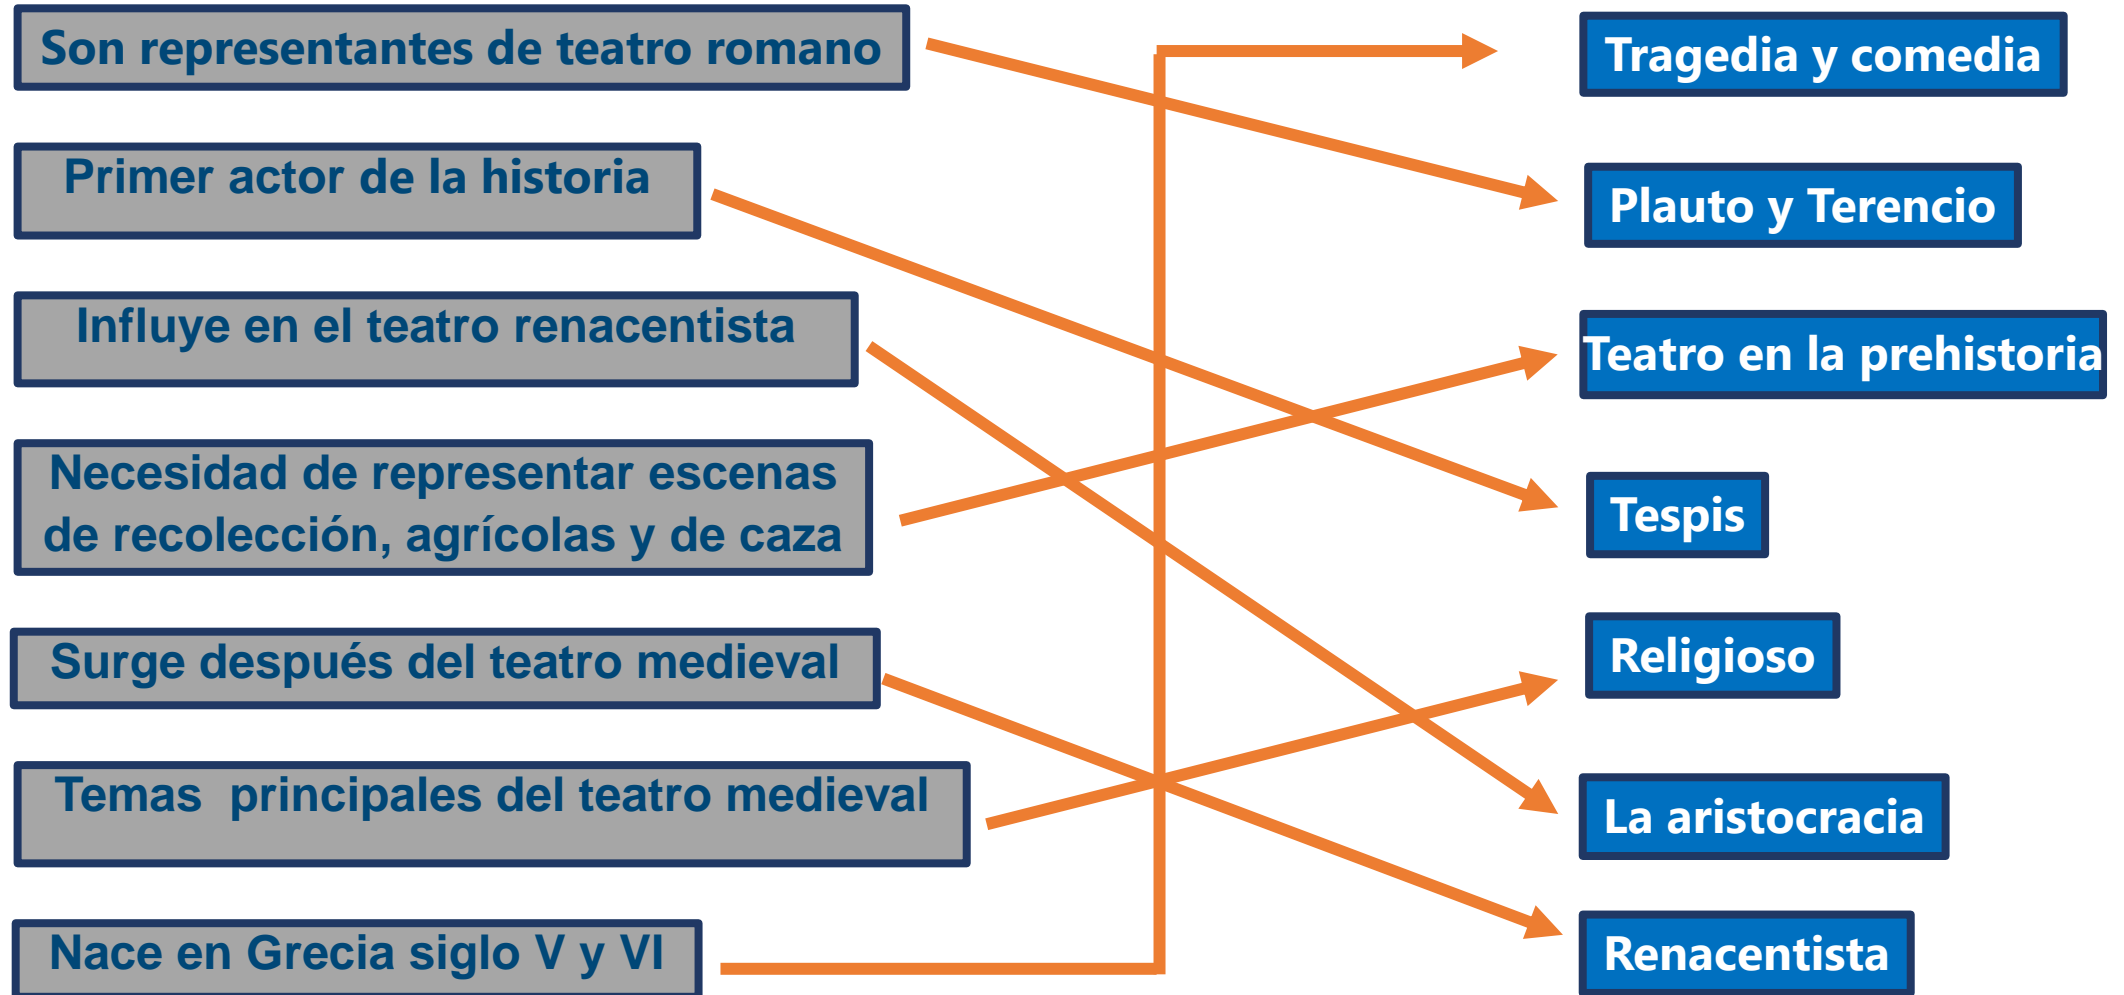 Son representantes de teatro romano
Tragedia y comedia
Primer actor de la historia
Plauto y Terencio
Influye en el teatro renacentista
Teatro en la prehistoria
Necesidad de representar escenas
de recolección, agrícolas y de caza
Tespis
Surge después del teatro medieval
Religioso
Temas  principales del teatro medieval
La aristocracia
Nace en Grecia siglo V y VI
Renacentista